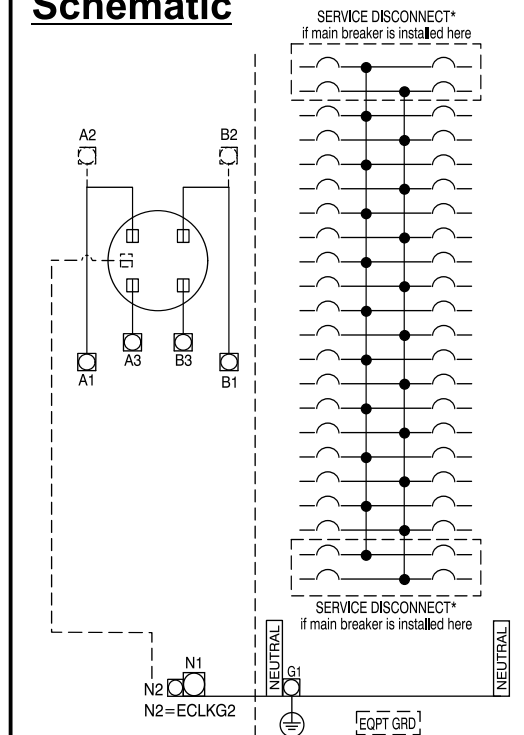 Schematic
SERVICE DISCONNECT*
if main breaker is installed here
A2
B2
A3
B3
A1
B1
SERVICE DISCONNECT*
if main breaker is installed here
NEUTRAL
NEUTRAL
N1
G1
N2
N2=ECLKG2
EQPT GRD